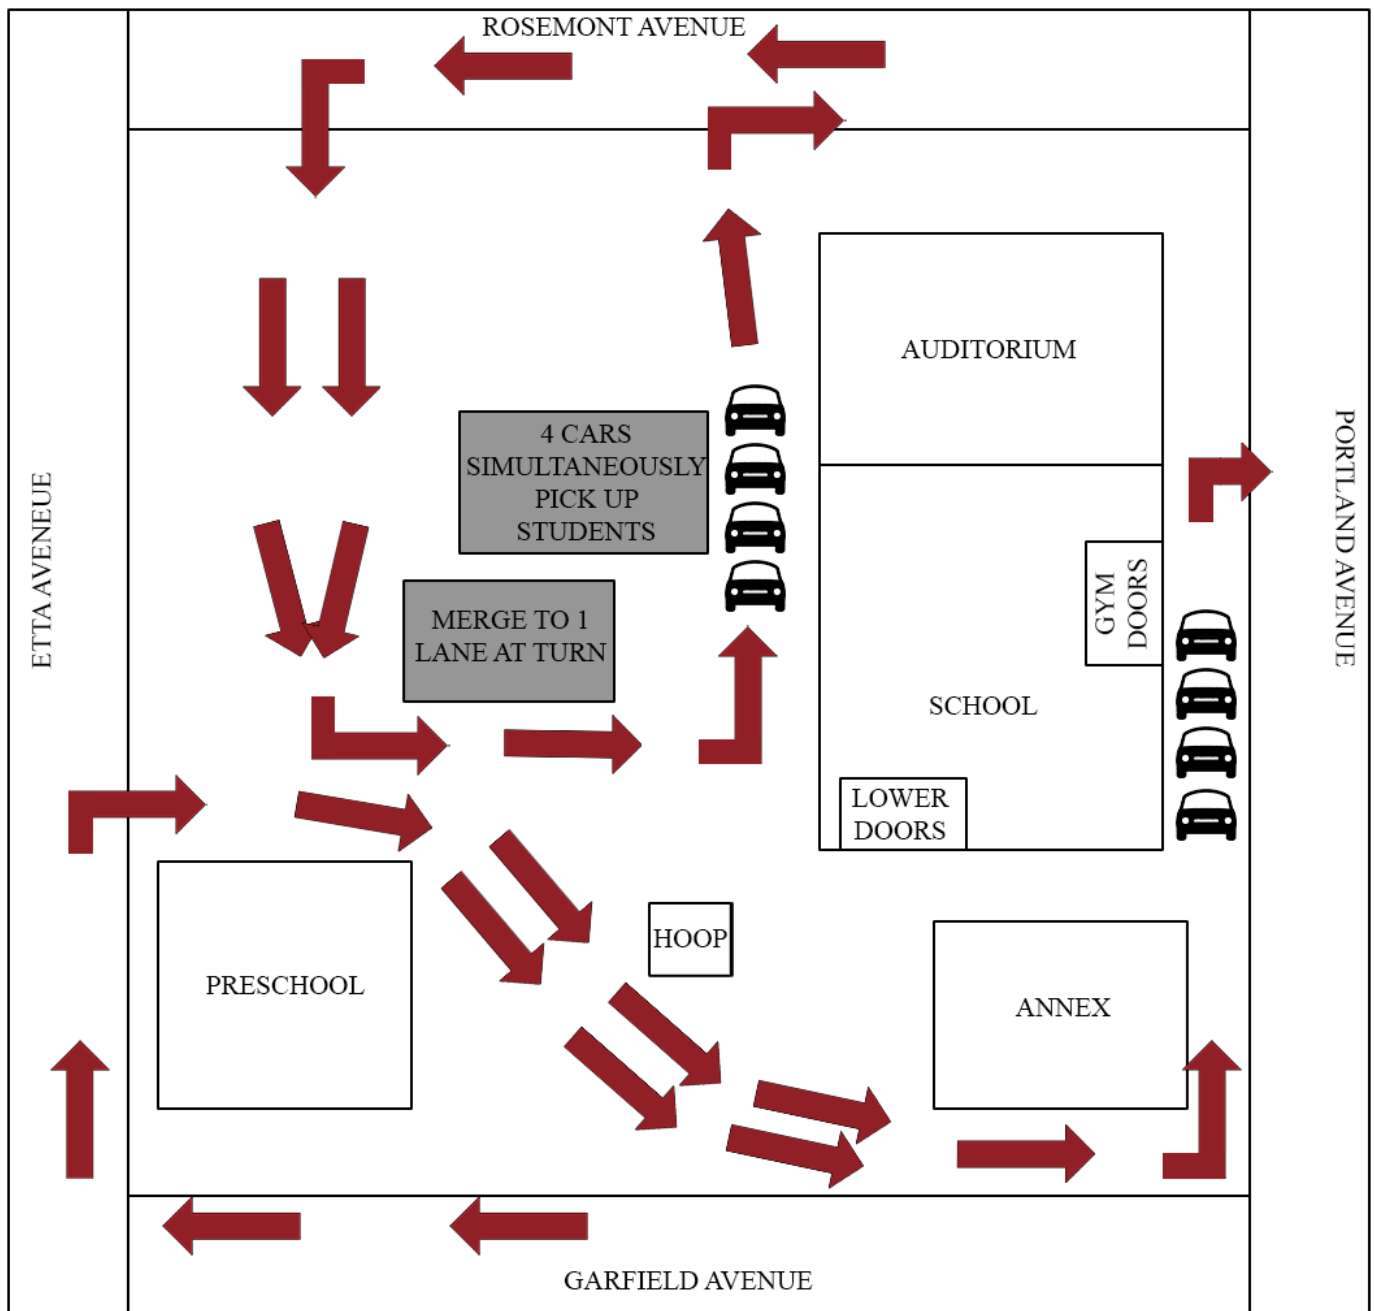 ROSEMONT AVENUE
AUDITORIUM
4 CARS
SIMULTANEOUSLY
PICK UP
STUDENTS
PORTLAND AVENUE
ETTA AVENEUE
GYM
DOORS
MERGE TO 1
LANE AT TURN
SCHOOL
LOWER
DOORS
HOOP
PRESCHOOL
ANNEX
GARFIELD AVENUE